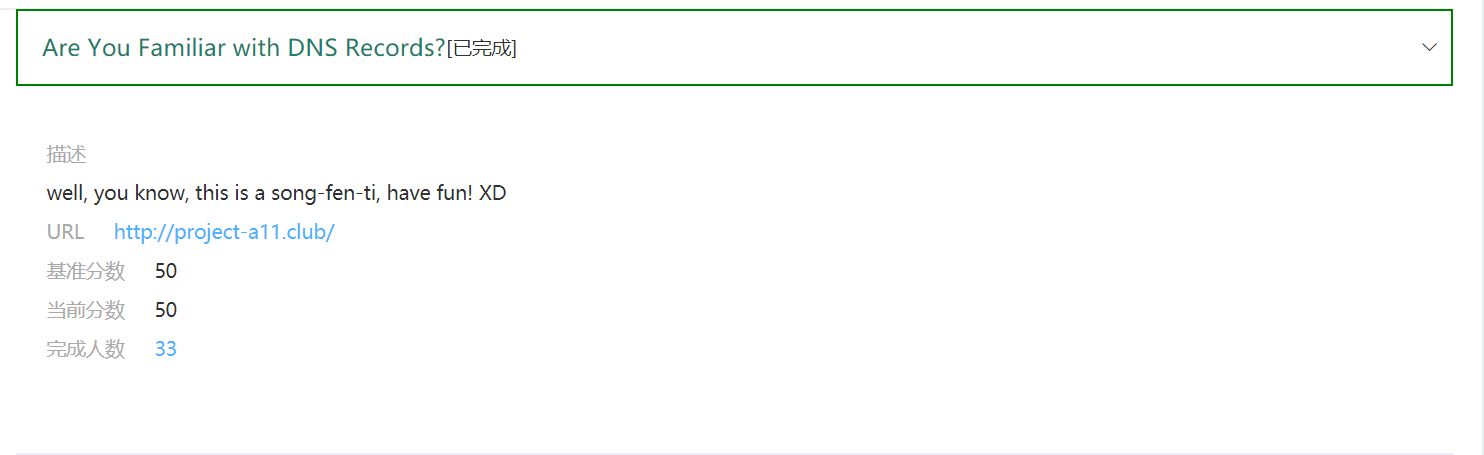 Are You Familiar with DNS Records?[已完成]
描述
well, you know, this is a song-fen-ti, have fun! XD
URL http://project-a11.club/
基准分数 50
当前分数 50
完成人数 33